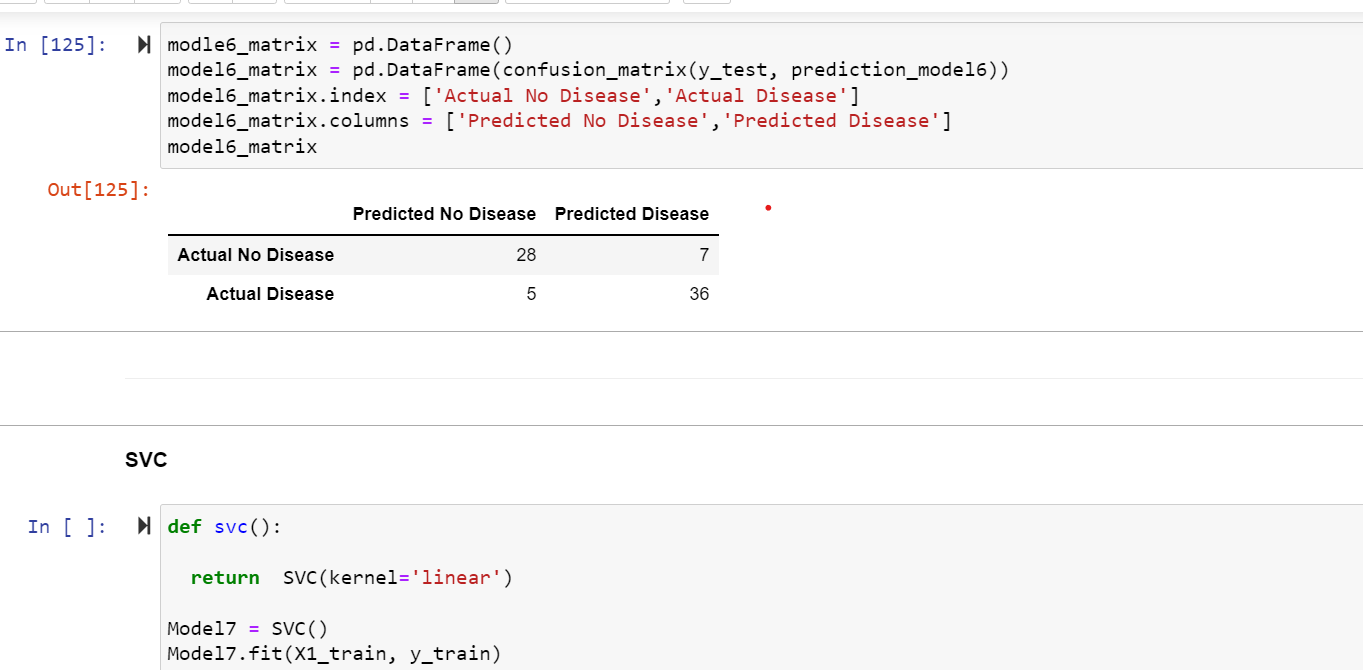 In [125]:
modle6_matrix = pd.DataFrame()
model6_matrix = pd.DataFrame(confusion_matrix(y_test, prediction_model6))
model6_matrix.index = ['Actual No Disease','Actual Disease']
model6_matrix.columns = ['Predicted No Disease','Predicted Disease']
model6_matrix
Out[125]:
Predicted No Disease Predicted Disease
Actual No Disease 28 7
Actual Disease 5 36
SVC
In [ ]:
def svc():
return SVC(kernel='linear')
Model7 = SVC()
Model7.fit(X1_train, y_train)